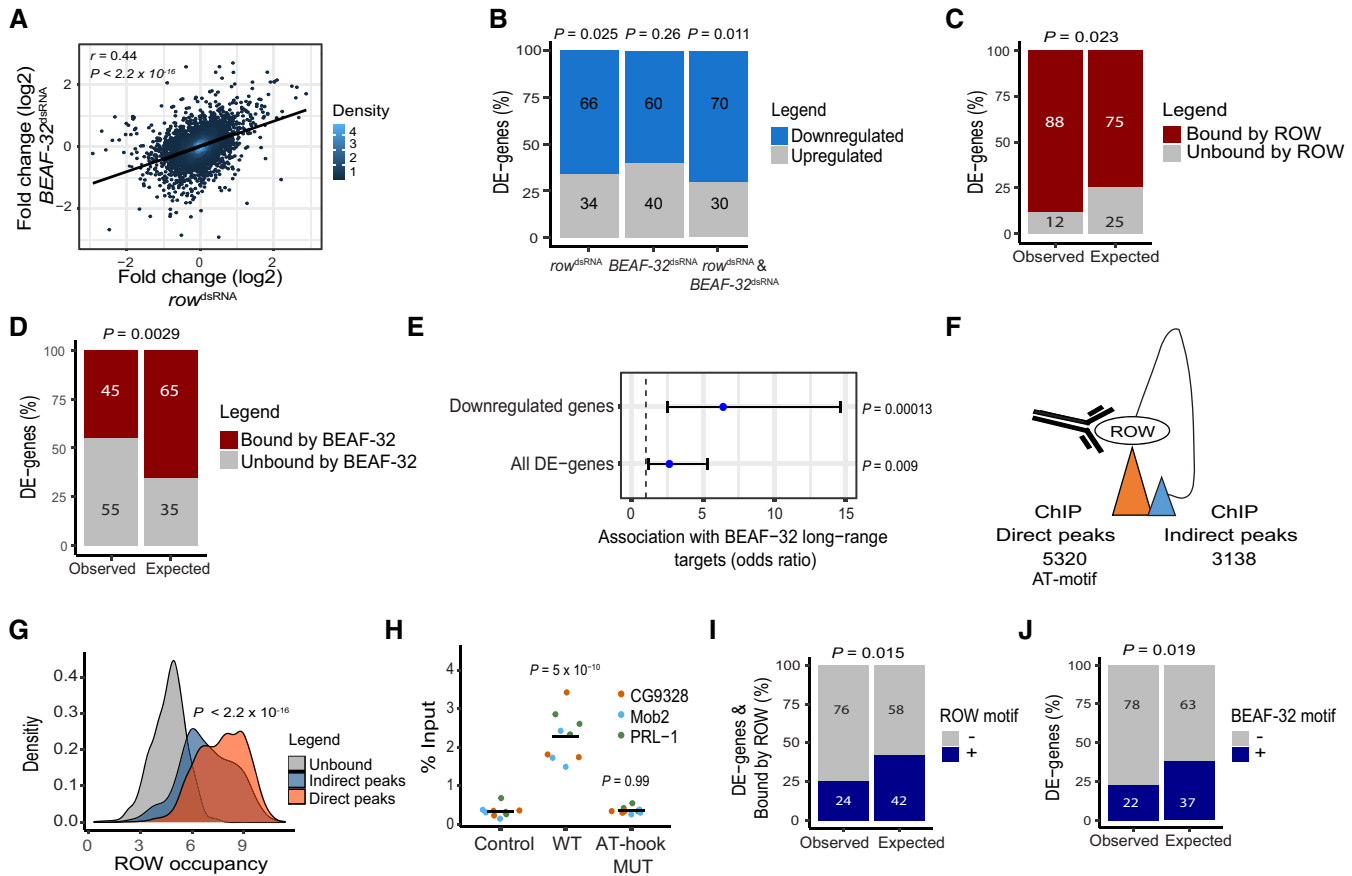 A
r = 0.44
P < 2.2 x 10⁻¹⁶
Fold change (log2)
BEAF-32dsRNA
2
0
−2
−2
0
2
Fold change (log2)
rowdsRNA
Density
4
3
2
1
B
P = 0.025
P = 0.26
P = 0.011
DE-genes (%)
100
75
50
25
0
66
60
70
34
40
30
rowdsRNA
BEAF-32dsRNA
rowdsRNA &
BEAF-32dsRNA
Legend
Downregulated
Upregulated
C
P = 0.023
DE-genes (%)
100
75
50
25
0
88
75
12
25
Observed
Expected
Legend
Bound by ROW
Unbound by ROW
D
P = 0.0029
DE-genes (%)
100
75
50
25
0
45
65
55
35
Observed
Expected
Legend
Bound by BEAF-32
Unbound by BEAF-32
E
Downregulated genes
All DE−genes
P = 0.00013
P = 0.009
0
5
10
15
Association with BEAF−32 long−range
targets (odds ratio)
F
ROW
ChIP
Direct peaks
5320
AT-motif
ChIP
Indirect peaks
3138
G
Densitiy
0.4
0.3
0.2
0.1
0.0
P < 2.2 x 10⁻¹⁶
Legend
Unbound
Indirect peaks
Direct peaks
0
3
6
9
ROW occupancy
H
% Input
4
3
2
1
0
P = 5 x 10⁻¹⁰
P = 0.99
CG9328
Mob2
PRL−1
Control
WT
AT-hook
MUT
I
P = 0.015
DE-genes &
Bound by ROW (%)
100
75
50
25
0
76
58
24
42
Observed
Expected
ROW motif
-
+
J
P = 0.019
DE-genes (%)
100
75
50
25
0
78
63
22
37
Observed
Expected
BEAF-32 motif
-
+